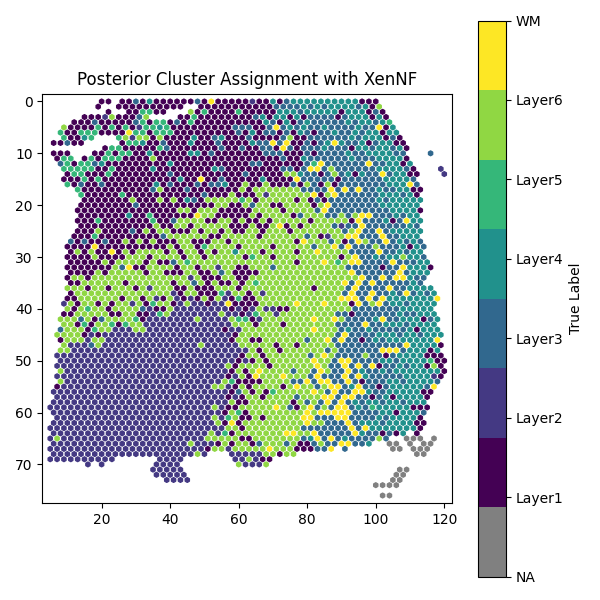 Posterior Cluster Assignment with XenNF
0
10
20
30
40
50
60
70
20
40
60
80
100
120
WM
Layer6
Layer5
Layer4
Layer3
Layer2
Layer1
NA
True Label